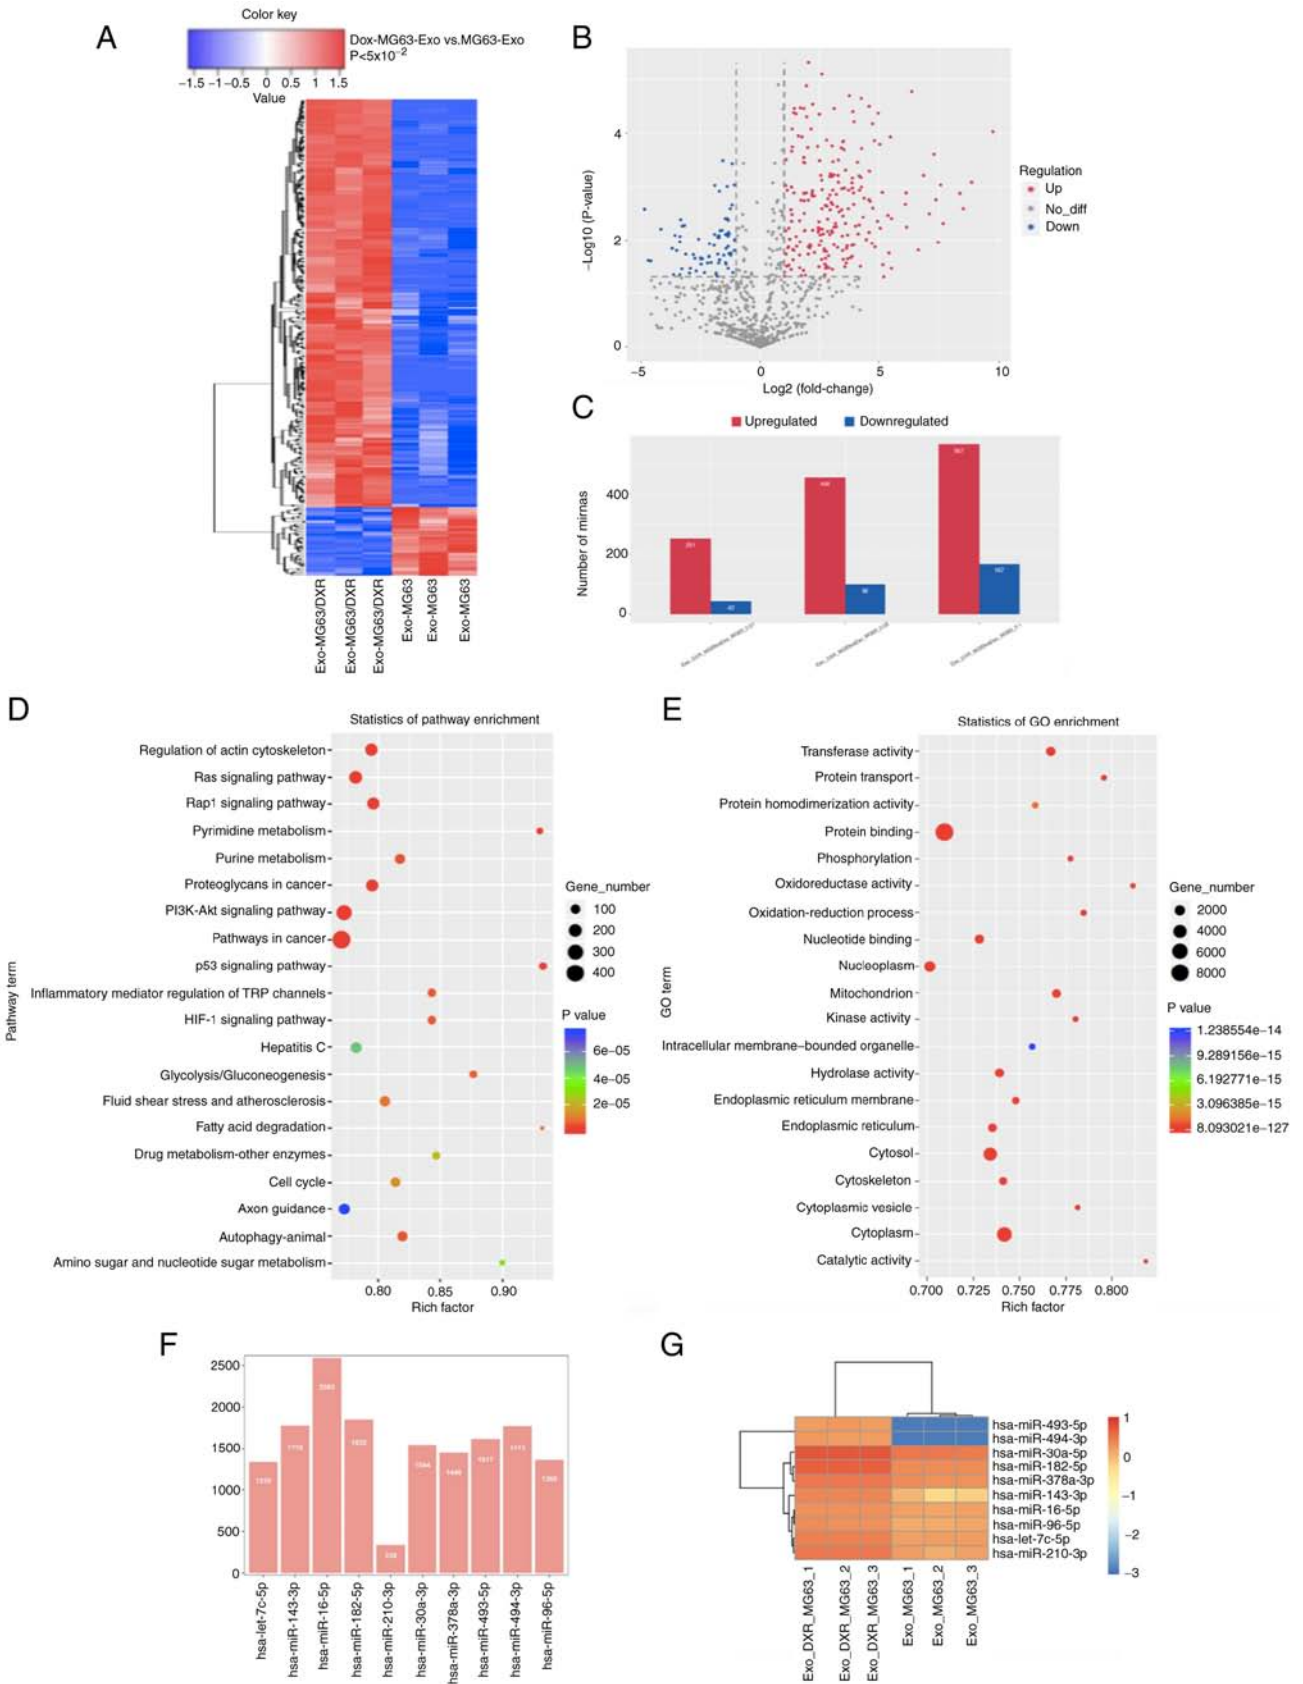 A
Color key
Dox-MG63-Exo vs.MG63-Exo
P<5x10⁻²
−1.5 −1−0.5 0 0.5 1 1.5
Value
Exo-MG63/DXR
Exo-MG63/DXR
Exo-MG63/DXR
Exo-MG63
Exo-MG63
Exo-MG63
B
−Log10 (P-value)
4
2
0
−5 0 5 10
Log2 (fold-change)
Regulation
Up
No_diff
Down
C
Upregulated Downregulated
Number of mirnas
400
200
0
D
Statistics of pathway enrichment
Pathway term
Regulation of actin cytoskeleton
Ras signaling pathway
Rap1 signaling pathway
Pyrimidine metabolism
Purine metabolism
Proteoglycans in cancer
PI3K-Akt signaling pathway
Pathways in cancer
p53 signaling pathway
Inflammatory mediator regulation of TRP channels
HIF-1 signaling pathway
Hepatitis C
Glycolysis/Gluconeogenesis
Fluid shear stress and atherosclerosis
Fatty acid degradation
Drug metabolism-other enzymes
Cell cycle
Axon guidance
Autophagy-animal
Amino sugar and nucleotide sugar metabolism
0.80 0.85 0.90
Rich factor
Gene_number
100
200
300
400
P value
6e−05
4e−05
2e−05
E
Statistics of GO enrichment
GO term
Transferase activity
Protein transport
Protein homodimerization activity
Protein binding
Phosphorylation
Oxidoreductase activity
Oxidation-reduction process
Nucleotide binding
Nucleoplasm
Mitochondrion
Kinase activity
Intracellular membrane−bounded organelle
Hydrolase activity
Endoplasmic reticulum membrane
Endoplasmic reticulum
Cytosol
Cytoskeleton
Cytoplasmic vesicle
Cytoplasm
Catalytic activity
0.700 0.725 0.750 0.775 0.800
Rich factor
Gene_number
2000
4000
6000
8000
P value
1.238554e−14
9.289156e−15
6.192771e−15
3.096385e−15
8.093021e−127
F
2500
2000
1500
1000
500
0
hsa-let-7c-5p
hsa-miR-143-3p
hsa-miR-16-5p
hsa-miR-182-5p
hsa-miR-210-3p
hsa-miR-30a-3p
hsa-miR-378a-3p
hsa-miR-493-5p
hsa-miR-494-3p
hsa-miR-96-5p
G
hsa-miR-493-5p
hsa-miR-494-3p
hsa-miR-30a-5p
hsa-miR-182-5p
hsa-miR-378a-3p
hsa-miR-143-3p
hsa-miR-16-5p
hsa-miR-96-5p
hsa-let-7c-5p
hsa-miR-210-3p
1
0
−1
−2
−3
Exo_DXR_MG63_1
Exo_DXR_MG63_2
Exo_DXR_MG63_3
Exo_MG63_1
Exo_MG63_2
Exo_MG63_3